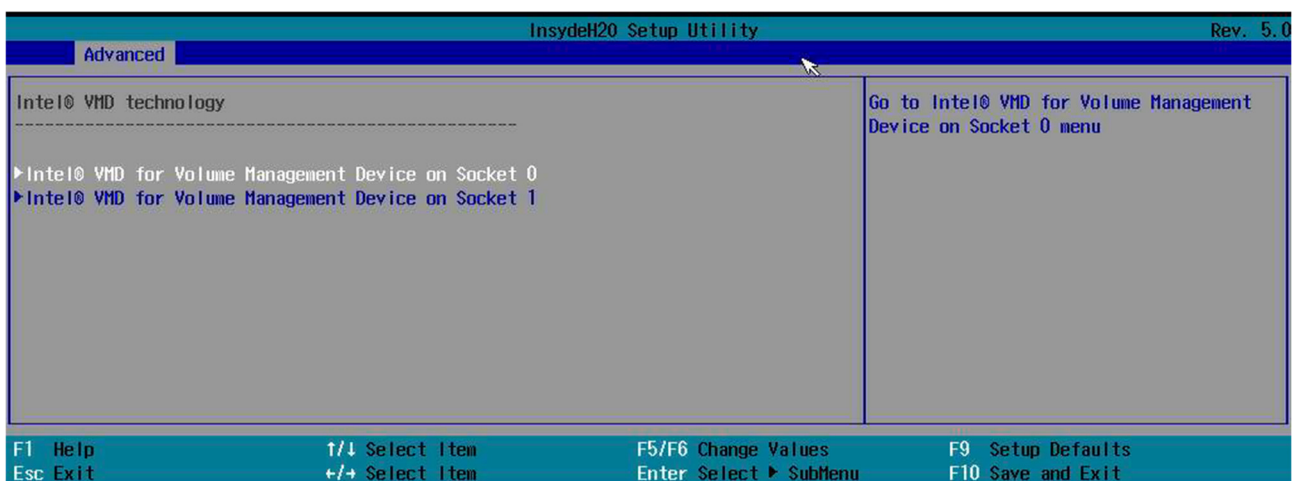 InsydeH20 Setup Utility Rev. 5.0
Advanced
Intel® VMD technology
--------------------------------------------------
▶Intel® VMD for Volume Management Device on Socket 0
▶Intel® VMD for Volume Management Device on Socket 1
Go to Intel® VMD for Volume Management
Device on Socket 0 menu
F1 Help ↑/↓ Select Item F5/F6 Change Values F9 Setup Defaults
Esc Exit ←/→ Select Item Enter Select ▶ SubMenu F10 Save and Exit